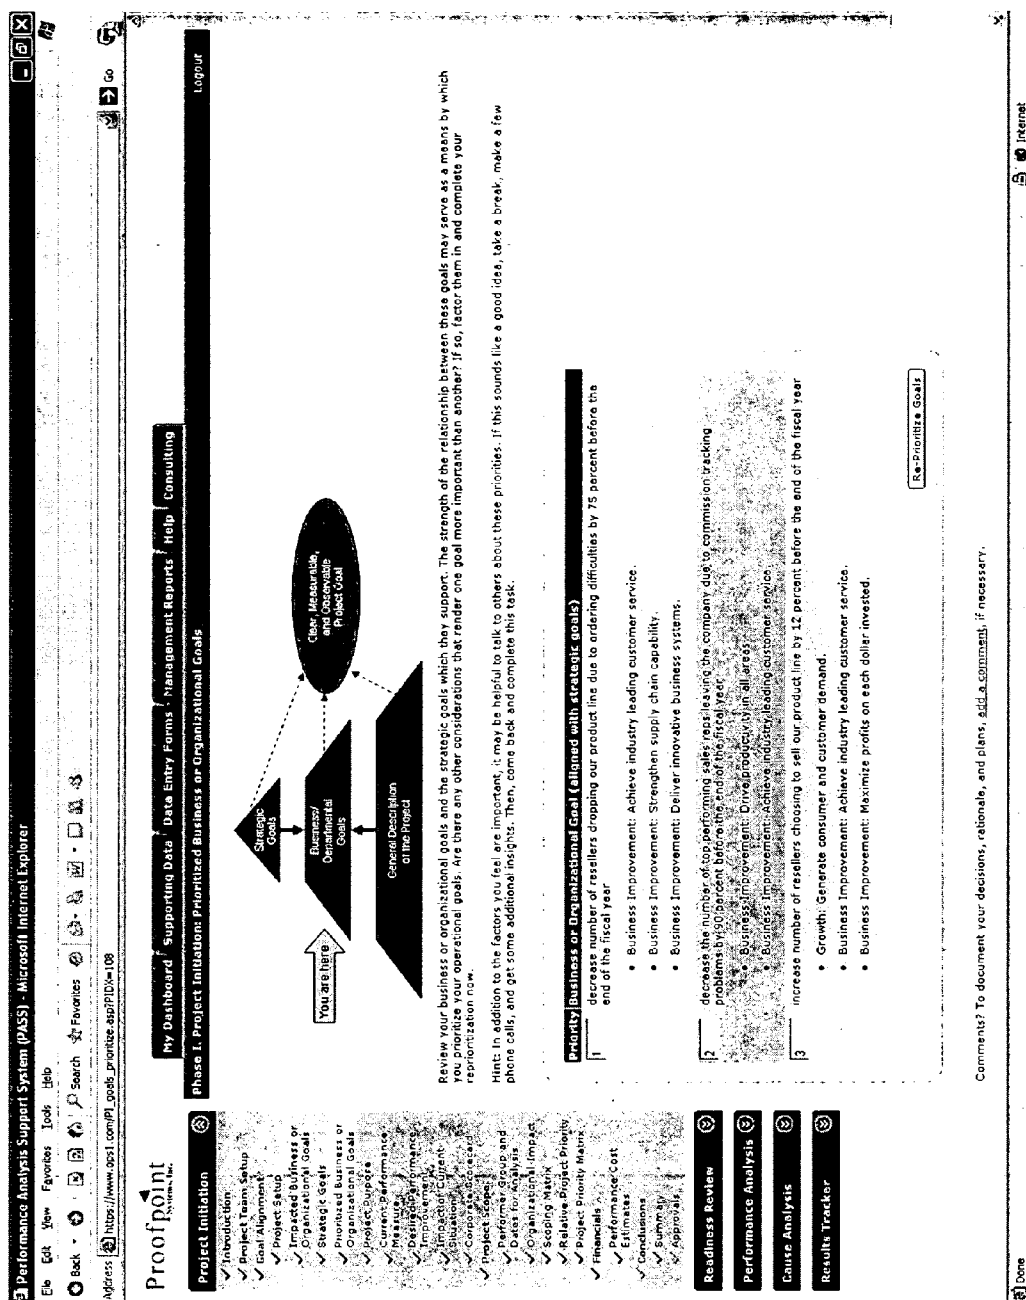 Performance Analysis Support System (PASS) - Microsoft Internet Explorer
File Edit View Favorites Tools Help
Back Search Favorites
Address https://www.ops1.com/PI_goals_prioritize.asp?PIDX=108 Go
Proofpoint
Systems, Inc.
My Dashboard Supporting Data Data Entry Forms Management Reports Help Consulting
Phase I. Project Initiation: Prioritized Business or Organizational Goals Logout
Project Initiation
Introduction
Project Team Setup
Goal Alignment
Project Setup
Impacted Business or
Organizational Goals
Strategic Goals
Prioritized Business or
Organizational Goals
Project Purpose
Current Performance
Measure
Desired Performance
Improvement
Impact on Current
Situation
Corporate Scorecard
Project Scope
Performer Group and
Dates for Analysis
Organizational Impact
Scoping Matrix
Relative Project Priority
Project Priority Matrix
Financials
Performance Cost
Estimates
Conclusions
Summary
Approvals
Readiness Review
Performance Analysis
Cause Analysis
Results Tracker
You are here
Strategic
Goals
Business/
Departmental
Goals
General Description
of the Project
Clear, Measurable,
and Observable
Project Goal
Review your business or organizational goals and the strategic goals which they support. The strength of the relationship between these goals may serve as a means by which
you prioritize your operational goals. Are there any other considerations that render one goal more important than another? If so, factor them in and complete your
reprioritization now.
Hint: In addition to the factors you feel are important, it may be helpful to talk to others about these priorities. If this sounds like a good idea, take a break, make a few
phone calls, and get some additional insights. Then, come back and complete this task.
Priority Business or Organizational Goal (aligned with strategic goals)
1 decrease number of resellers dropping our product line due to ordering difficulties by 75 percent before the
end of the fiscal year
• Business Improvement: Achieve industry leading customer service.
• Business Improvement: Strengthen supply chain capability.
• Business Improvement: Deliver innovative business systems.
2 decrease the number of top performing sales reps leaving the company due to commission tracking
problems by 90 percent before the end of the fiscal year
• Business Improvement: Drive productivity in all areas
• Business Improvement: Achieve industry leading customer service.
3 increase number of resellers choosing to sell our product line by 12 percent before the end of the fiscal year
• Growth: Generate consumer and customer demand.
• Business Improvement: Achieve industry leading customer service.
• Business Improvement: Maximize profits on each dollar invested.
Re-Prioritize Goals
Comments? To document your decisions, rationale, and plans, add a comment, if necessary.
Done Internet